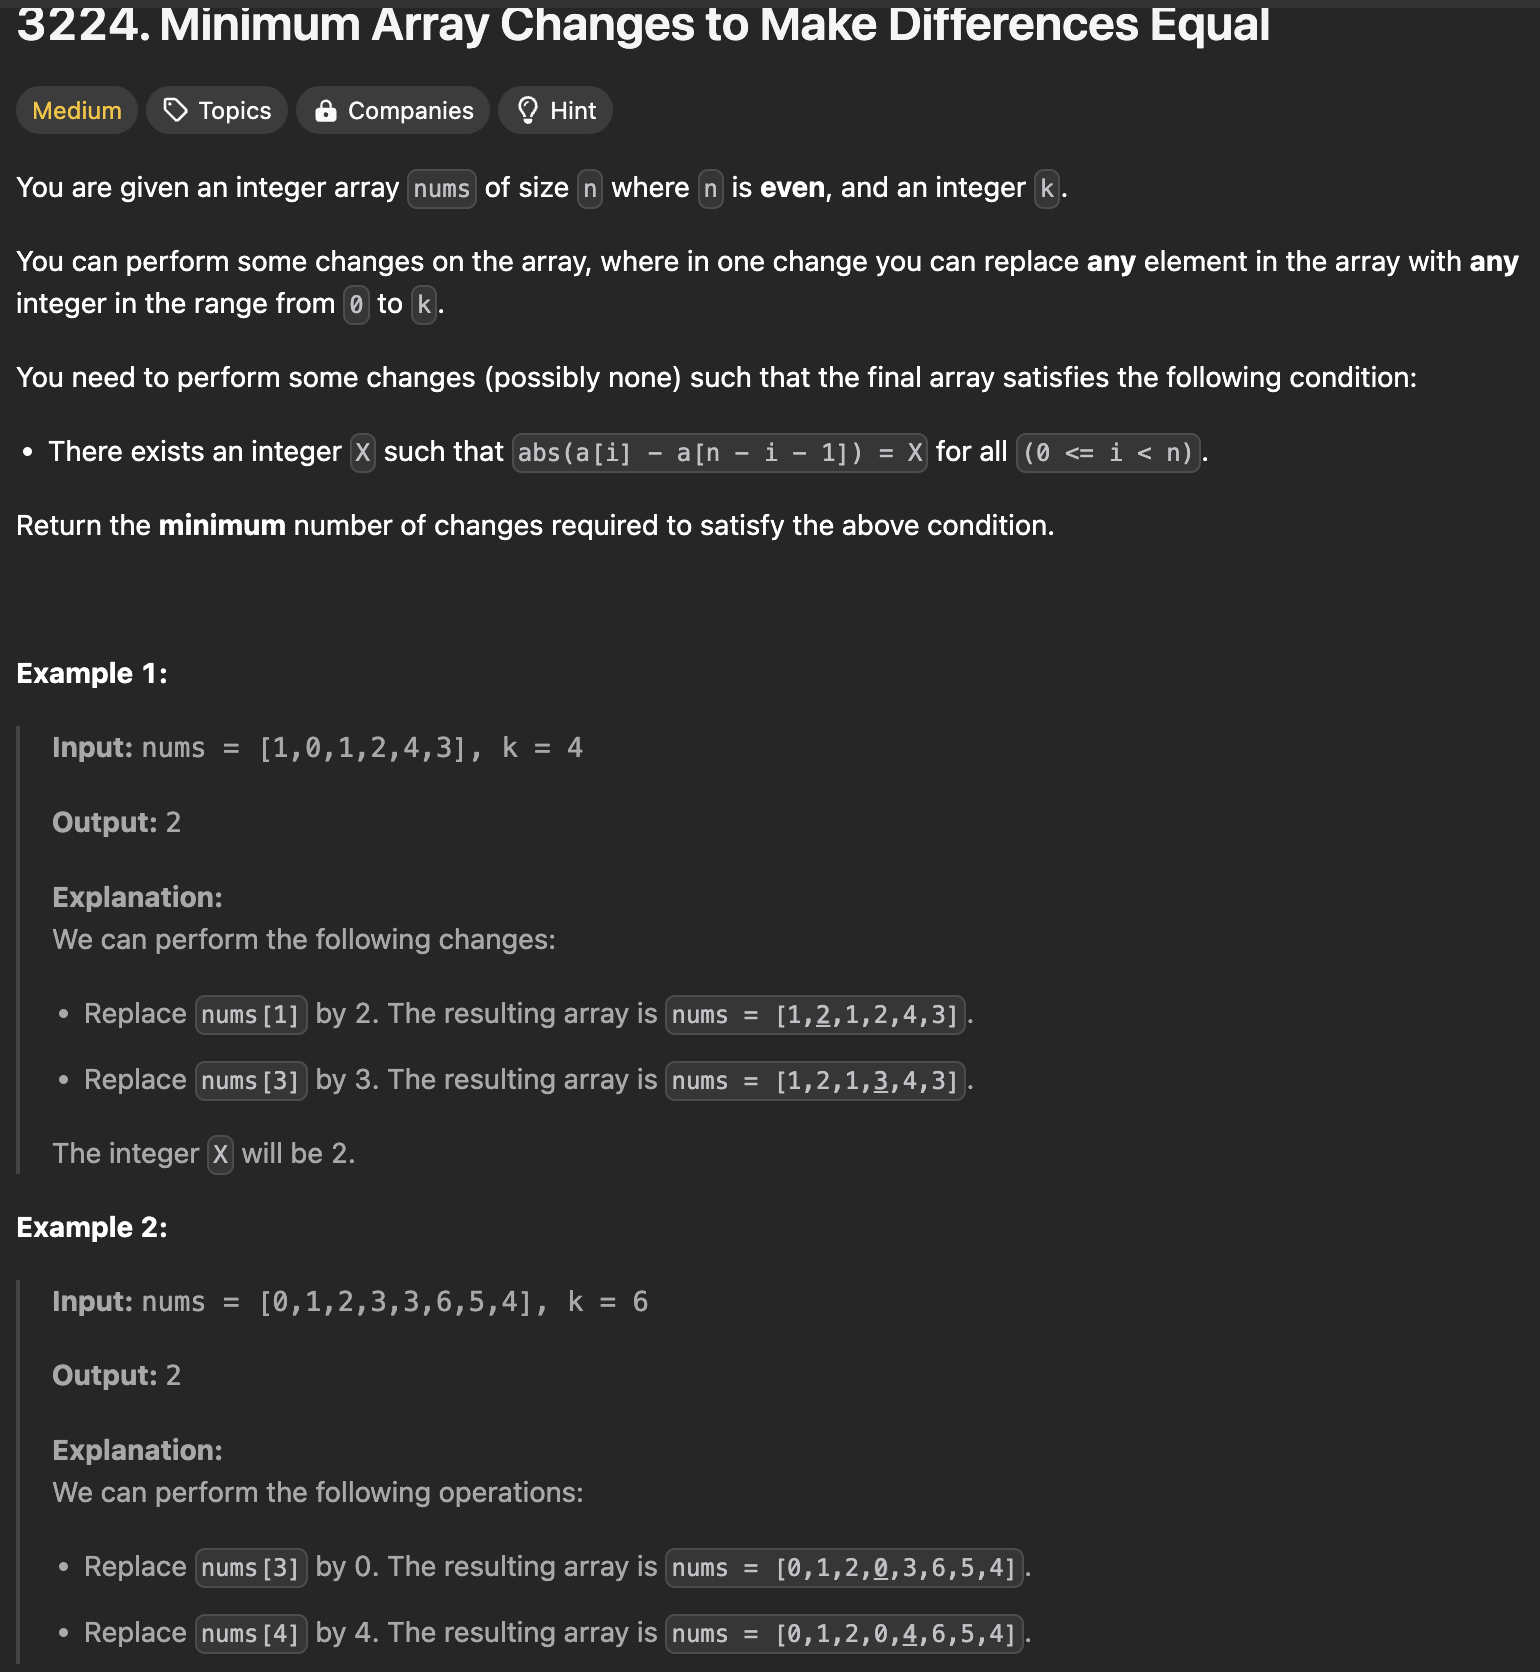 3224. Minimum Array Changes to Make Differences Equal
Medium Topics Companies Hint
You are given an integer array nums of size n where n is even, and an integer k.
You can perform some changes on the array, where in one change you can replace any element in the array with any
integer in the range from 0 to k.
You need to perform some changes (possibly none) such that the final array satisfies the following condition:
• There exists an integer X such that abs(a[i] - a[n - i - 1]) = X for all (0 <= i < n).
Return the minimum number of changes required to satisfy the above condition.
Example 1:
Input: nums = [1,0,1,2,4,3], k = 4
Output: 2
Explanation:
We can perform the following changes:
• Replace nums[1] by 2. The resulting array is nums = [1,2,1,2,4,3].
• Replace nums[3] by 3. The resulting array is nums = [1,2,1,3,4,3].
The integer X will be 2.
Example 2:
Input: nums = [0,1,2,3,3,6,5,4], k = 6
Output: 2
Explanation:
We can perform the following operations:
• Replace nums[3] by 0. The resulting array is nums = [0,1,2,0,3,6,5,4].
• Replace nums[4] by 4. The resulting array is nums = [0,1,2,0,4,6,5,4].